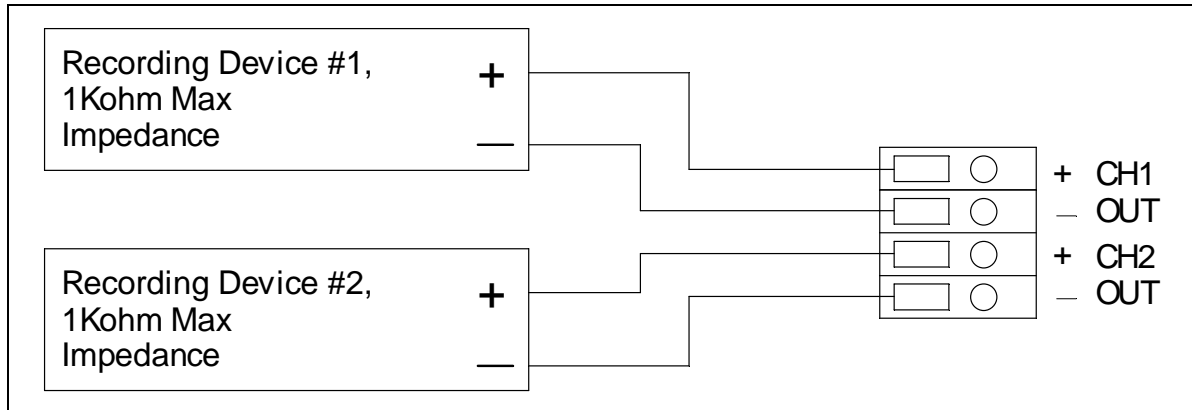 Recording Device #1,
1Kohm Max
Impedance
+
—
+ CH1
— OUT
+ CH2
— OUT
Recording Device #2,
1Kohm Max
Impedance
+
—